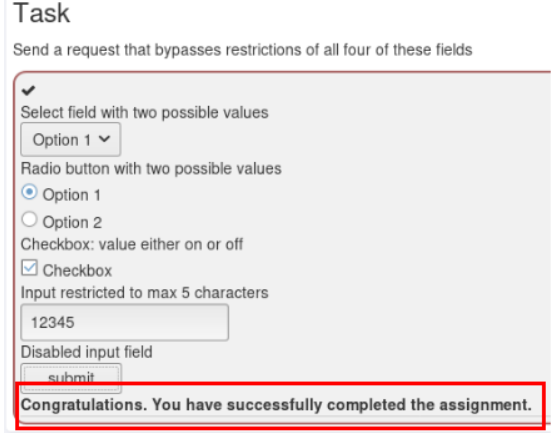 Task
Send a request that bypasses restrictions of all four of these fields
Select field with two possible values
Option 1
Radio button with two possible values
Option 1
Option 2
Checkbox: value either on or off
Checkbox
Input restricted to max 5 characters
12345
Disabled input field
submit
Congratulations. You have successfully completed the assignment.